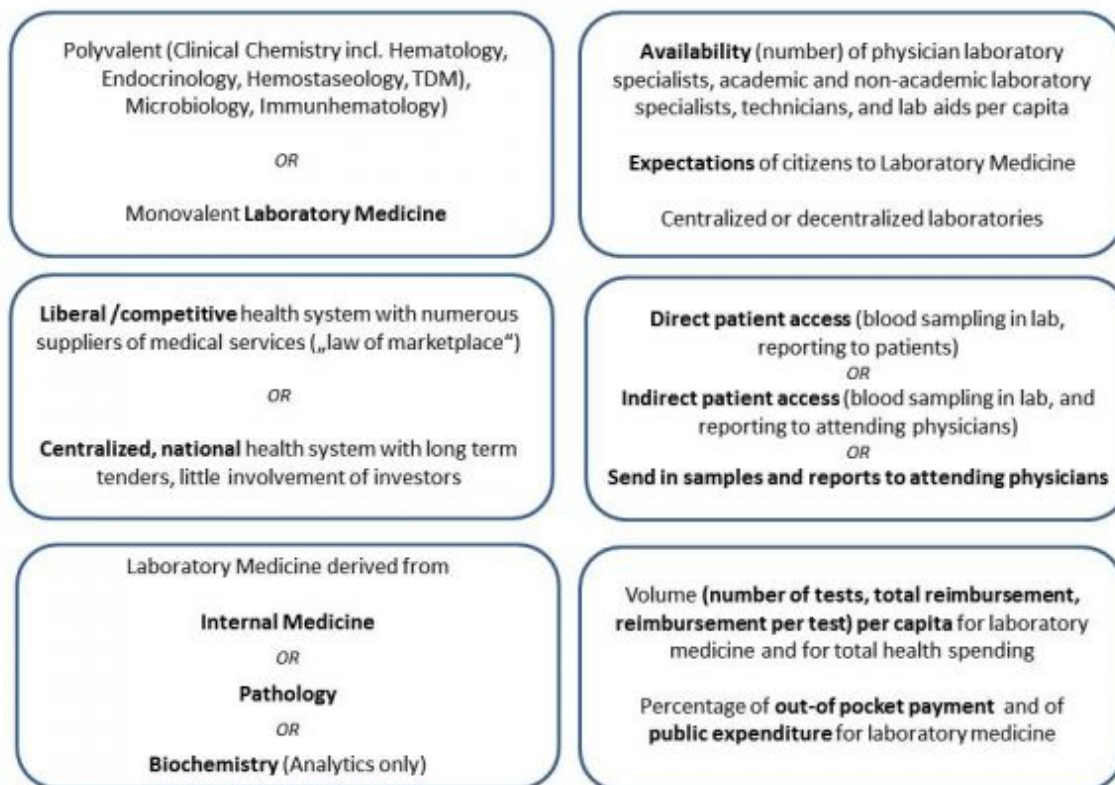 Polyvalent (Clinical Chemistry incl. Hematology,
Endocrinology, Hemostaseology, TDM),
Microbiology, Immunhematology)
OR
Monovalent Laboratory Medicine
Availability (number) of physician laboratory
specialists, academic and non-academic laboratory
specialists, technicians, and lab aids per capita
Expectations of citizens to Laboratory Medicine
Centralized or decentralized laboratories
Liberal /competitive health system with numerous
suppliers of medical services („law of marketplace“)
OR
Centralized, national health system with long term
tenders, little involvement of investors
Direct patient access (blood sampling in lab,
reporting to patients)
OR
Indirect patient access (blood sampling in lab, and
reporting to attending physicians)
OR
Send in samples and reports to attending physicians
Laboratory Medicine derived from
Internal Medicine
OR
Pathology
OR
Biochemistry (Analytics only)
Volume (number of tests, total reimbursement,
reimbursement per test) per capita for laboratory
medicine and for total health spending
Percentage of out-of pocket payment and of
public expenditure for laboratory medicine